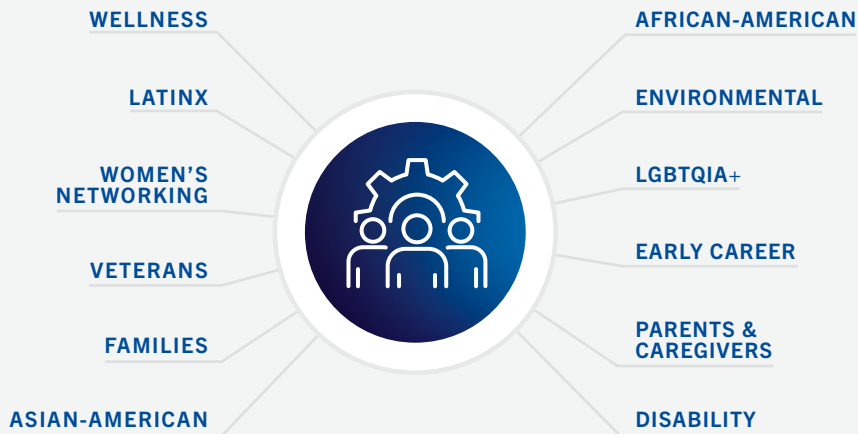 WELLNESS
LATINX
WOMEN'S
NETWORKING
VETERANS
FAMILIES
ASIAN-AMERICAN
AFRICAN-AMERICAN
ENVIRONMENTAL
LGBTQIA+
EARLY CAREER
PARENTS &
CAREGIVERS
DISABILITY